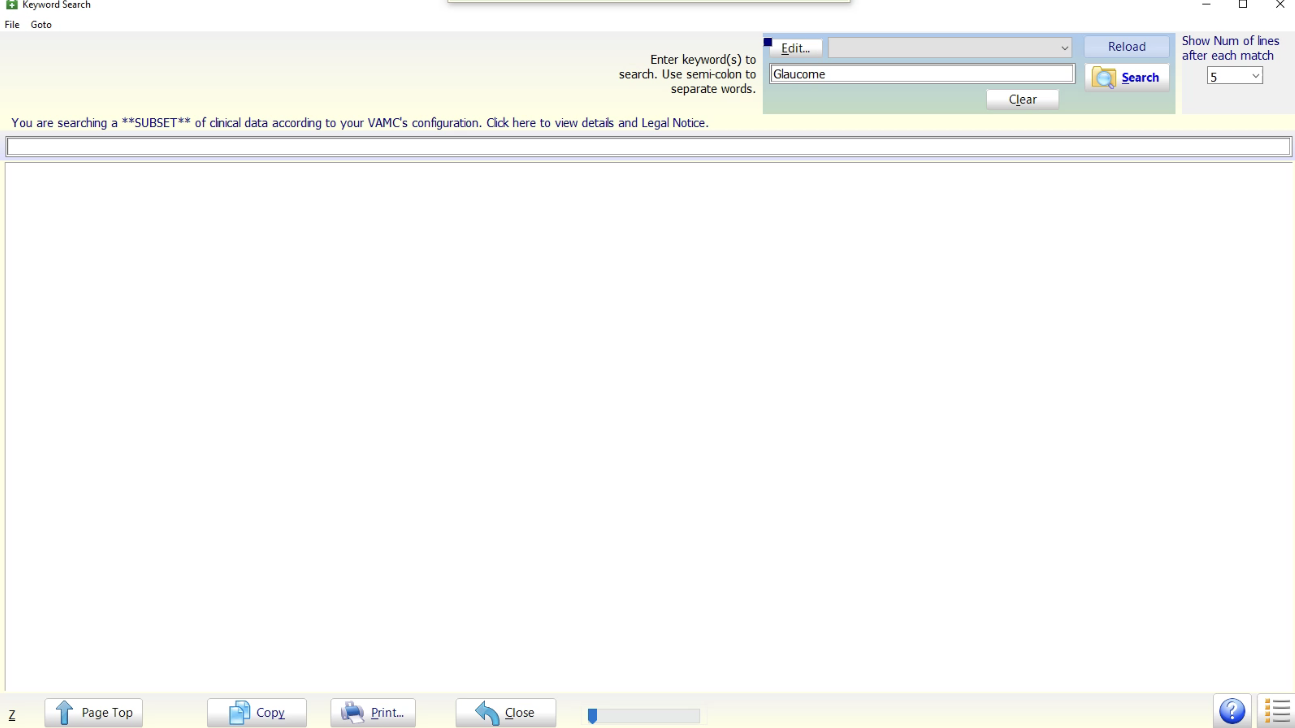 Keyword Search
File Goto
Enter keyword(s) to
search. Use semi-colon to
separate words.
Edit...
Reload
Glaucome
Search
Clear
Show Num of lines
after each match
5
You are searching a **SUBSET** of clinical data according to your VAMC's configuration. Click here to view details and Legal Notice.
Z
Page Top
Copy
Print...
Close
?